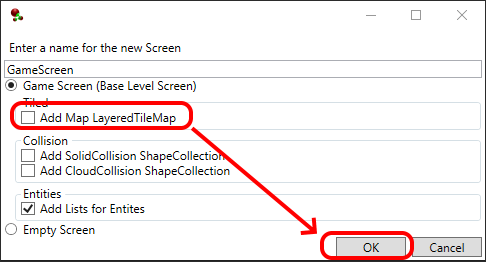 Enter a name for the new Screen
GameScreen
Game Screen (Base Level Screen)
Tiled
Add Map LayeredTileMap
Collision
Add SolidCollision ShapeCollection
Add CloudCollision ShapeCollection
Entities
Add Lists for Entites
Empty Screen
OK
Cancel